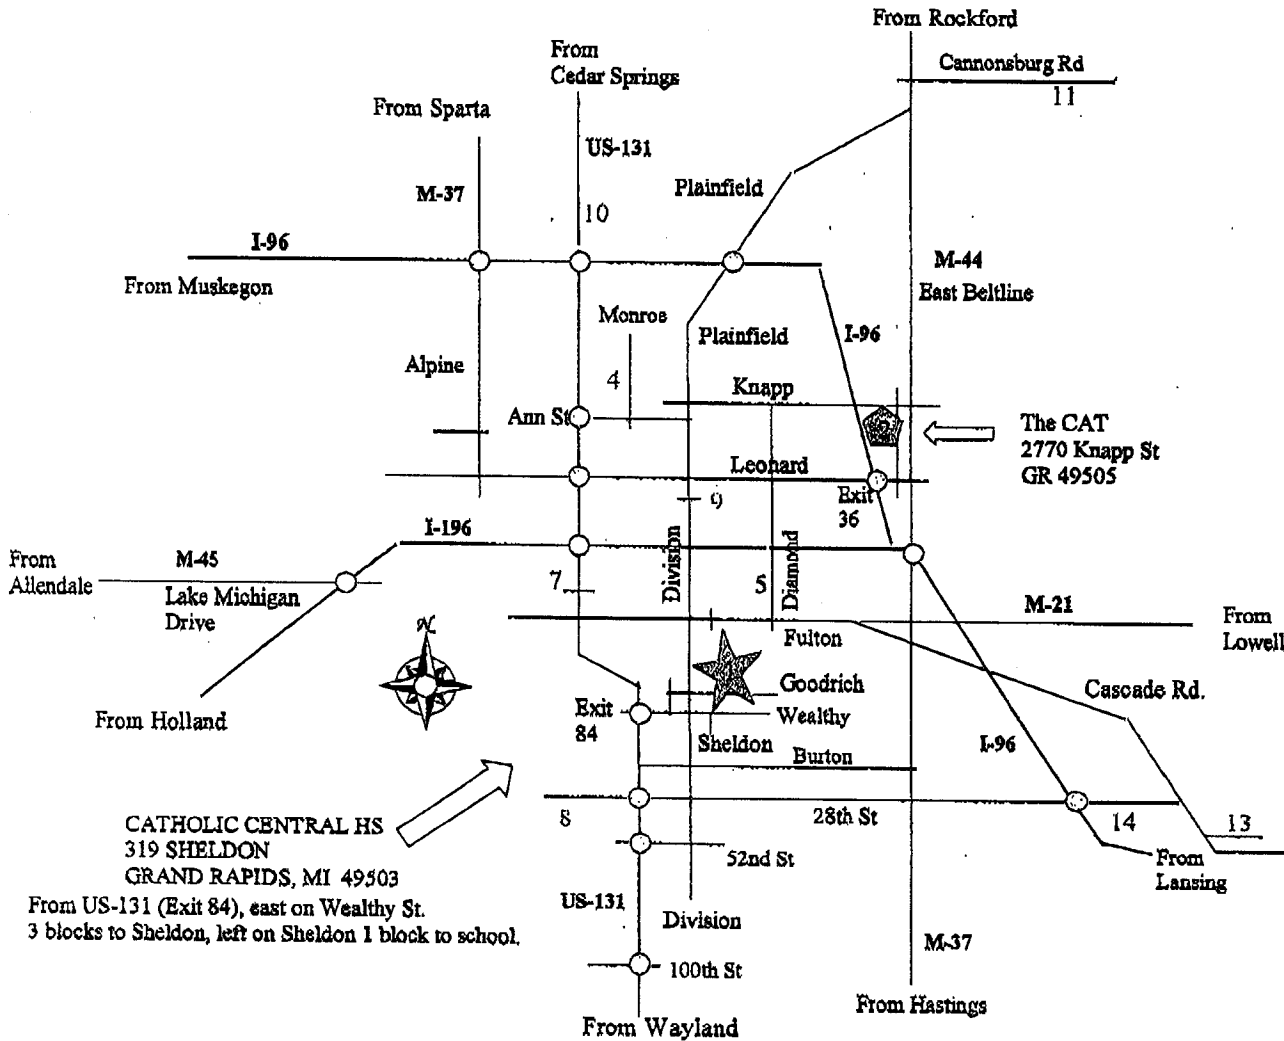 From Rockford
Cannonsburg Rd
11
From
Cedar Springs
From Sparta
US-131
M-37
Plainfield
10
I-96
From Muskegon
M-44
East Beltline
Monroe
Plainfield
I-96
Alpine
4
Knapp
Ann St
2
The CAT
2770 Knapp St
GR 49505
Leonard
9
Exit
36
I-196
From
Allendale
M-45
Lake Michigan
Drive
7
Division
5
Diamond
M-21
From
Lowell
Fulton
N
1
Goodrich
Cascade Rd.
From Holland
Exit
84
Wealthy
Sheldon
I-96
Burton
8
28th St
14
13
CATHOLIC CENTRAL HS
319 SHELDON
GRAND RAPIDS, MI 49503
From US-131 (Exit 84), east on Wealthy St.
3 blocks to Sheldon, left on Sheldon 1 block to school.
52nd St
From
Lansing
US-131
Division
M-37
100th St
From Hastings
From Wayland